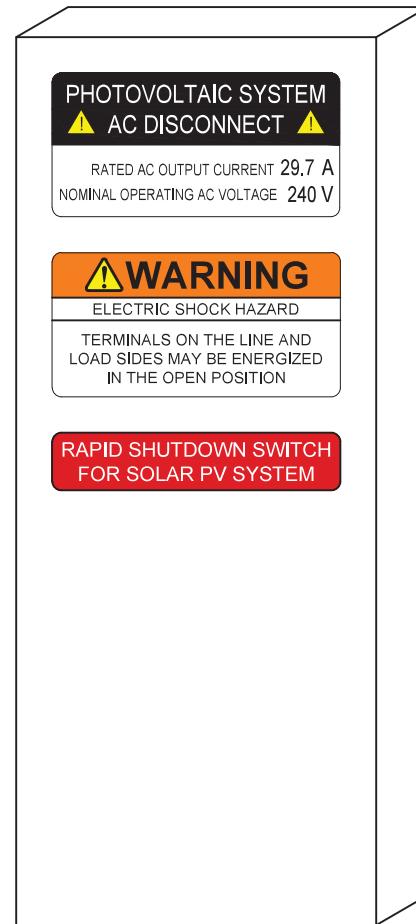 PHOTOVOLTAIC SYSTEM
AC DISCONNECT
RATED AC OUTPUT CURRENT 29.7 A
NOMINAL OPERATING AC VOLTAGE 240 V
WARNING
ELECTRIC SHOCK HAZARD
TERMINALS ON THE LINE AND
LOAD SIDES MAY BE ENERGIZED
IN THE OPEN POSITION
RAPID SHUTDOWN SWITCH
FOR SOLAR PV SYSTEM